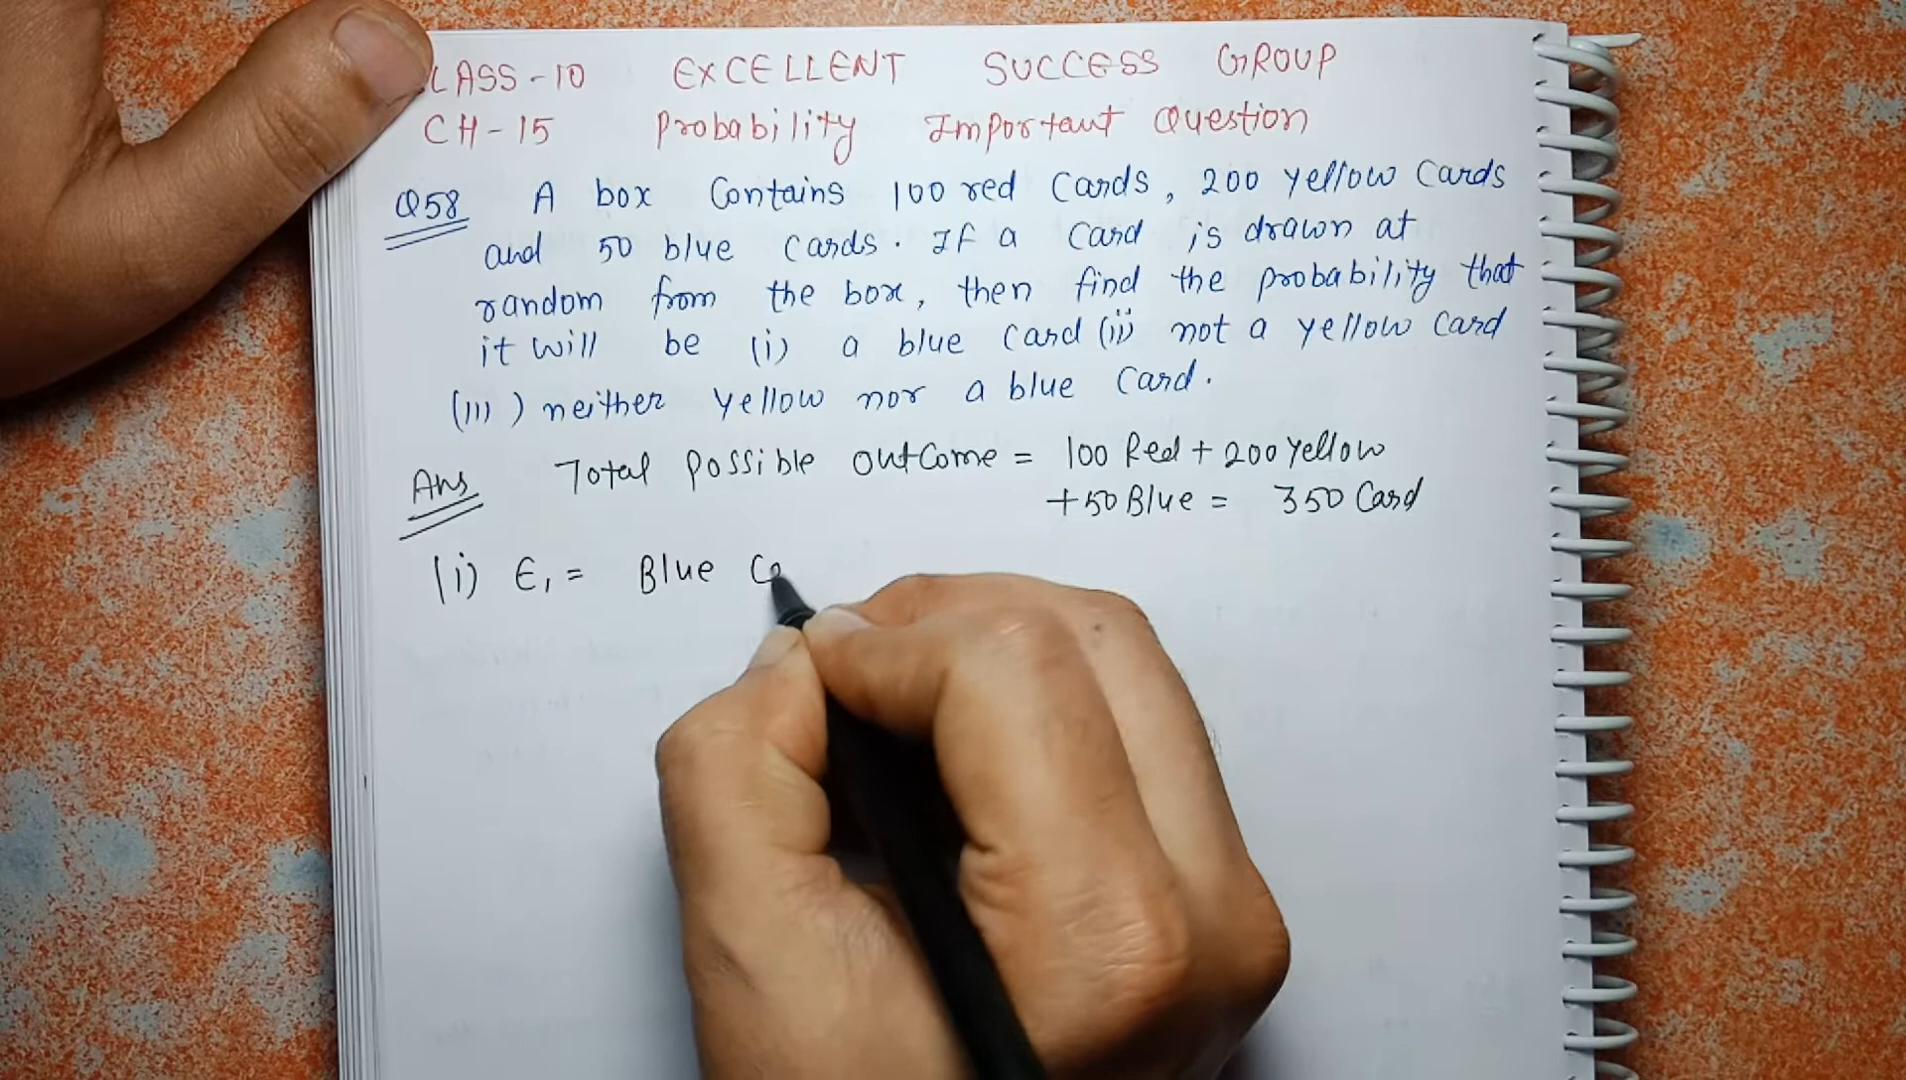 LASS-10 EXCELLENT SUCCESS GROUP
CH-15 Probability Important Question
Q58 A box Contains 100 red Cards, 200 yellow Cards
and 50 blue cards. If a Card is drawn at
random from the box, then find the probability that
it will be (i) a blue Card (ii) not a yellow Card
(iii) neither yellow nor a blue Card.
Ans Total Possible Outcome = 100 Red + 200 Yellow
+ 50 Blue = 350 Card
(i) E₁ = Blue Ca